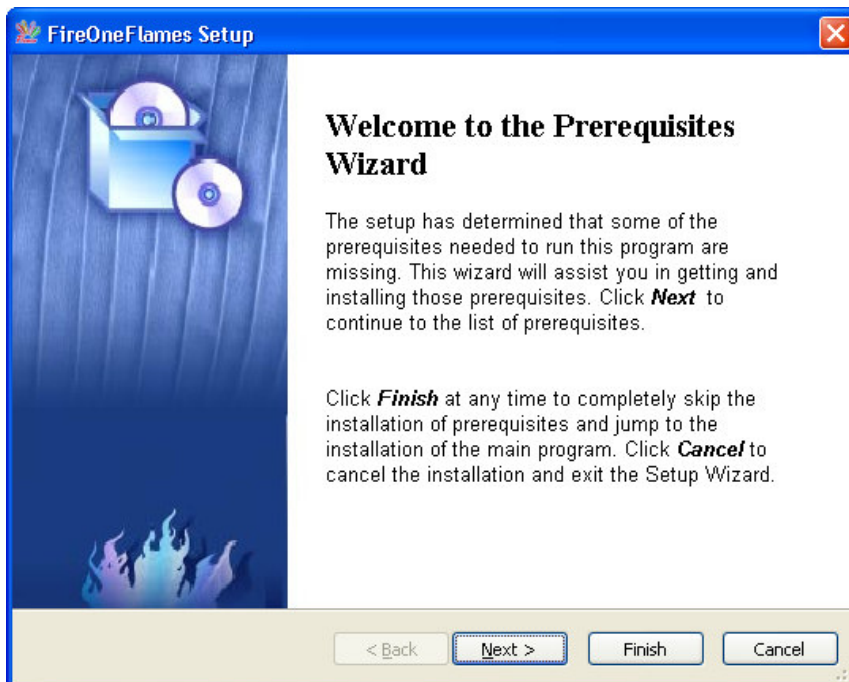 FireOneFlames Setup
Welcome to the Prerequisites
Wizard
The setup has determined that some of the
prerequisites needed to run this program are
missing. This wizard will assist you in getting and
installing those prerequisites. Click Next to
continue to the list of prerequisites.
Click Finish at any time to completely skip the
installation of prerequisites and jump to the
installation of the main program. Click Cancel to
cancel the installation and exit the Setup Wizard.
< Back Next > Finish Cancel